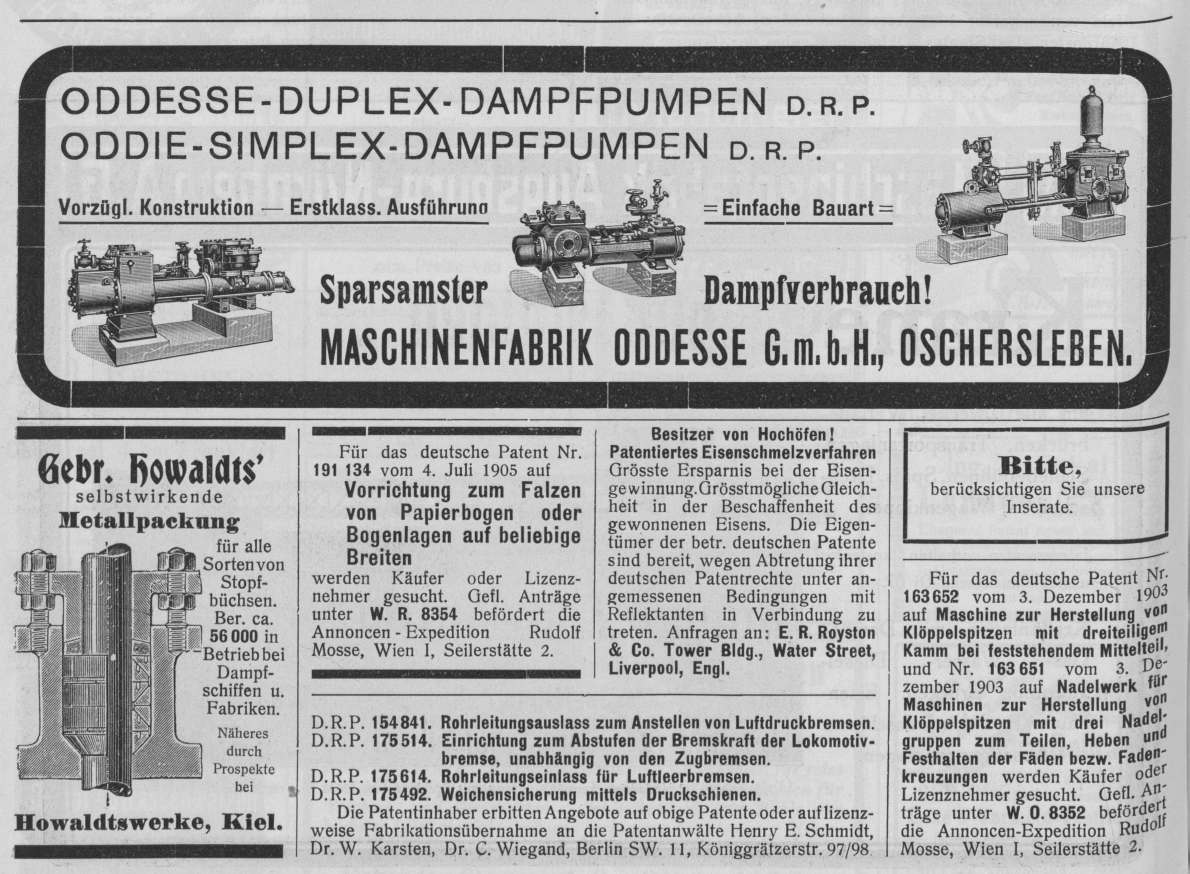 ODDESSE-DUPLEX-DAMPFPUMPEN D. R. P.
ODDIE-SIMPLEX-DAMPFPUMPEN D. R. P.
Vorzügl. Konstruktion — Erstklass. Ausführung
= Einfache Bauart =
Sparsamster Dampfverbrauch!
MASCHINENFABRIK ODDESSE G.m.b.H., OSCHERSLEBEN.
Gebr. Howaldts'
selbstwirkende
Metallpackung
für alle
Sorten von
Stopf-
büchsen.
Ber. ca.
56 000 in
Betrieb bei
Dampf-
schiffen u.
Fabriken.
Näheres
durch
Prospekte
bei
Howaldtswerke, Kiel.
Für das deutsche Patent Nr.
191 134 vom 4. Juli 1905 auf
Vorrichtung zum Falzen
von Papierbogen oder
Bogenlagen auf beliebige
Breiten
werden Käufer oder Lizenz-
nehmer gesucht. Gefl. Anträge
unter W. R. 8354 befördert die
Annoncen - Expedition Rudolf
Mosse, Wien I, Seilerstätte 2.
Besitzer von Hochöfen!
Patentiertes Eisenschmelzverfahren
Grösste Ersparnis bei der Eisen-
gewinnung. Grösstmögliche Gleich-
heit in der Beschaffenheit des
gewonnenen Eisens. Die Eigen-
tümer der betr. deutschen Patente
sind bereit, wegen Abtretung ihrer
deutschen Patentrechte unter an-
gemessenen Bedingungen mit
Reflektanten in Verbindung zu
treten. Anfragen an: E. R. Royston
& Co. Tower Bldg., Water Street,
Liverpool, Engl.
D.R.P. 154 841. Rohrleitungsauslass zum Anstellen von Luftdruckbremsen.
D.R.P. 175 514. Einrichtung zum Abstufen der Bremskraft der Lokomotiv-
bremse, unabhängig von den Zugbremsen.
D.R.P. 175 614. Rohrleitungseinlass für Luftleerbremsen.
D.R.P. 175 492. Weichensicherung mittels Druckschienen.
Die Patentinhaber erbitten Angebote auf obige Patente oder auf lizenz-
weise Fabrikationsübernahme an die Patentanwälte Henry E. Schmidt,
Dr. W. Karsten, Dr. C. Wiegand, Berlin SW. 11, Königgrätzerstr. 97/98.
Bitte,
berücksichtigen Sie unsere
Inserate.
Für das deutsche Patent Nr.
163 652 vom 3. Dezember 1903
auf Maschine zur Herstellung von
Klöppelspitzen mit dreiteiligem
Kamm bei feststehendem Mittelteil,
und Nr. 163 651 vom 3. De-
zember 1903 auf Nadelwerk für
Maschinen zur Herstellung von
Klöppelspitzen mit drei Nadel-
gruppen zum Teilen, Heben und
Festhalten der Fäden bezw. Faden-
kreuzungen werden Käufer oder
Lizenznehmer gesucht. Gefl. An-
träge unter W. O. 8352 befördert
die Annoncen-Expedition Rudolf
Mosse, Wien I, Seilerstätte 2.